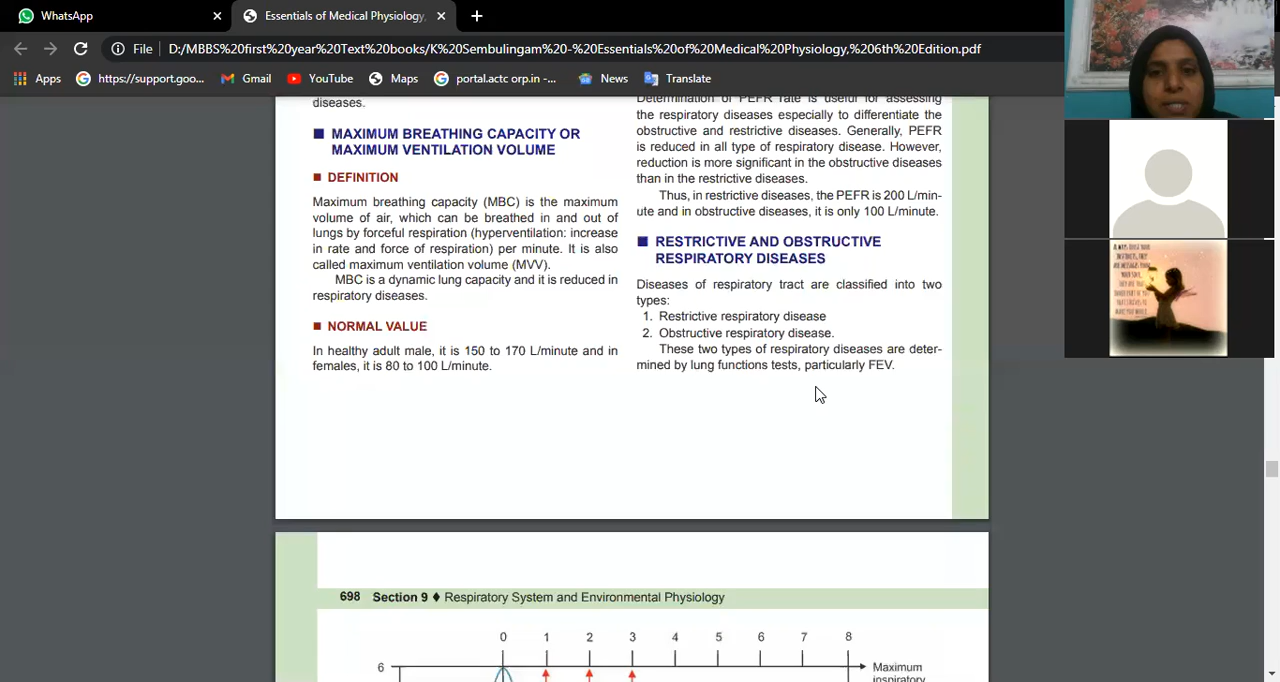 WhatsApp
Essentials of Medical Physiology,
File
D:/MBBS%20first%20year%20Text%20books/K%20Sembulingam%20-%20Essentials%20of%20Medical%20Physiology,%206th%20Edition.pdf
Apps
https://support.goo...
Gmail
YouTube
Maps
portal.actc orp.in -...
News
Translate
diseases.
MAXIMUM BREATHING CAPACITY OR
MAXIMUM VENTILATION VOLUME
DEFINITION
Maximum breathing capacity (MBC) is the maximum
volume of air, which can be breathed in and out of
lungs by forceful respiration (hyperventilation: increase
in rate and force of respiration) per minute. It is also
called maximum ventilation volume (MVV).
MBC is a dynamic lung capacity and it is reduced in
respiratory diseases.
NORMAL VALUE
In healthy adult male, it is 150 to 170 L/minute and in
females, it is 80 to 100 L/minute.
Determination of PEFR rate is useful for assessing
the respiratory diseases especially to differentiate the
obstructive and restrictive diseases. Generally, PEFR
is reduced in all type of respiratory disease. However,
reduction is more significant in the obstructive diseases
than in the restrictive diseases.
Thus, in restrictive diseases, the PEFR is 200 L/min-
ute and in obstructive diseases, it is only 100 L/minute.
RESTRICTIVE AND OBSTRUCTIVE
RESPIRATORY DISEASES
Diseases of respiratory tract are classified into two
types:
1. Restrictive respiratory disease
2. Obstructive respiratory disease.
These two types of respiratory diseases are deter-
mined by lung functions tests, particularly FEV.
698 Section 9 ♦ Respiratory System and Environmental Physiology
0 1 2 3 4 5 6 7 8
6
Maximum
inspiratory